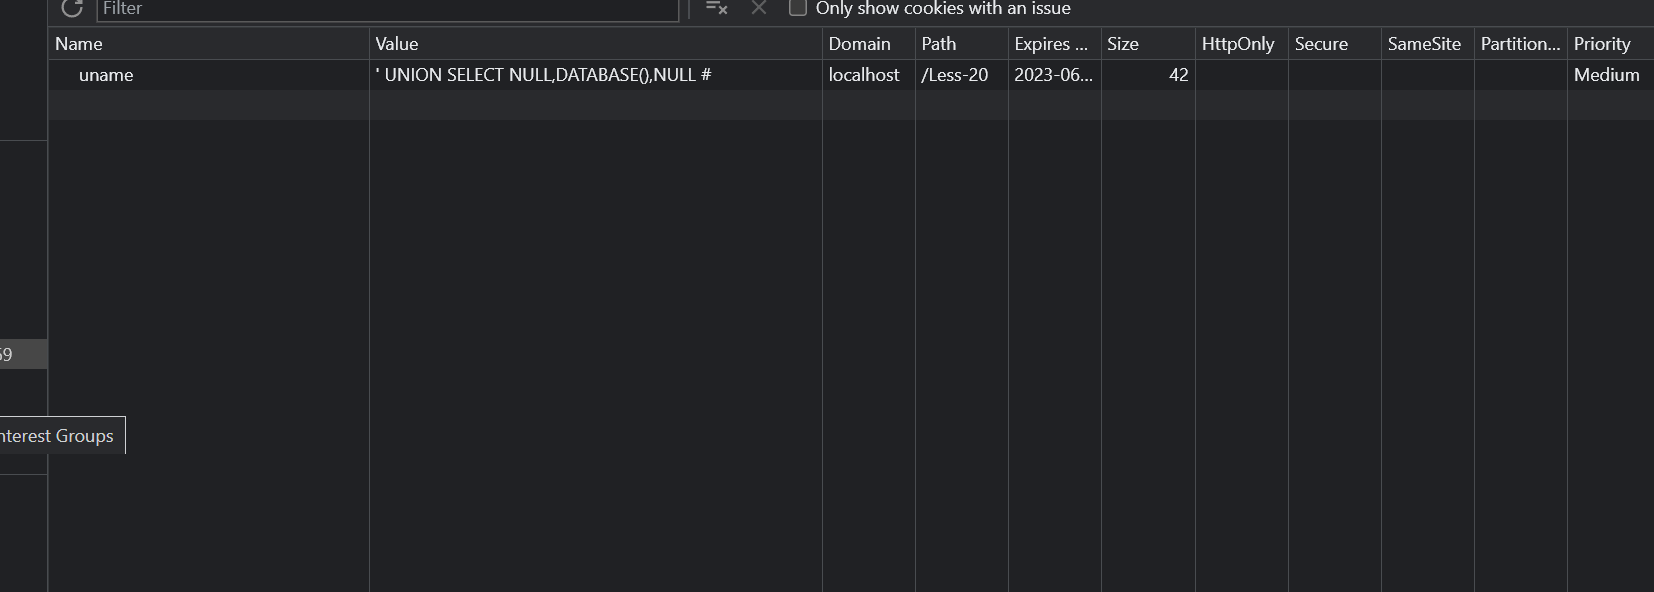 Filter Only show cookies with an issue
Name Value Domain Path Expires ... Size HttpOnly Secure SameSite Partition... Priority
uname ' UNION SELECT NULL,DATABASE(),NULL # localhost /Less-20 2023-06... 42 Medium
59
nterest Groups